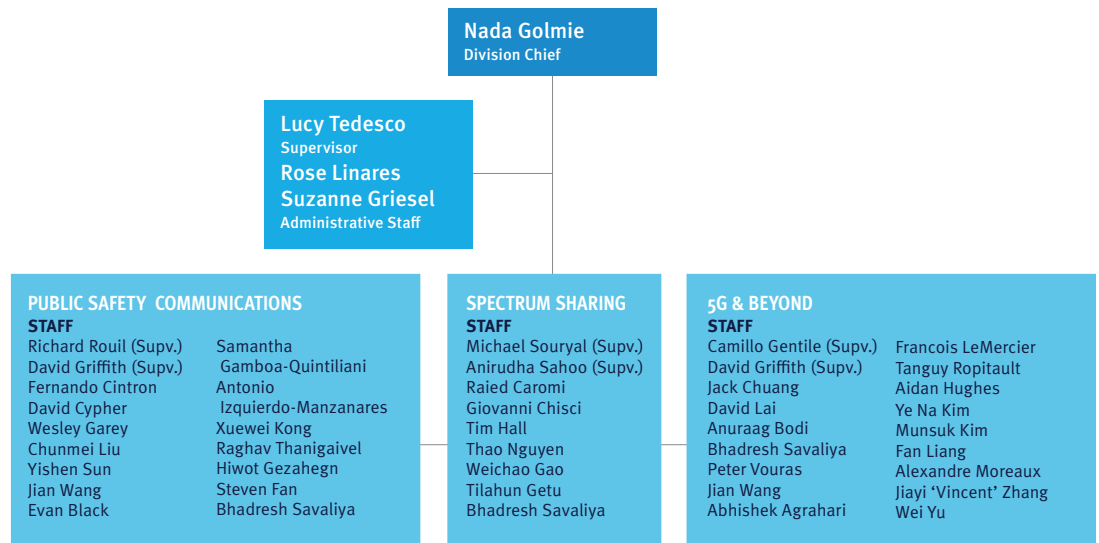 Nada Golmie
Division Chief
Lucy Tedesco
Supervisor
Rose Linares
Suzanne Griesel
Administrative Staff
PUBLIC SAFETY COMMUNICATIONS
STAFF
Richard Rouil (Supv.)
David Griffith (Supv.)
Fernando Cintron
David Cypher
Wesley Garey
Chunmei Liu
Yishen Sun
Jian Wang
Evan Black
Samantha
Gamboa-Quintiliani
Antonio
Izquierdo-Manzanares
Xuewei Kong
Raghav Thanigaivel
Hiwot Gezahegn
Steven Fan
Bhadresh Savaliya
SPECTRUM SHARING
STAFF
Michael Souryal (Supv.)
Anirudha Sahoo (Supv.)
Raied Caromi
Giovanni Chisci
Tim Hall
Thao Nguyen
Weichao Gao
Tilahun Getu
Bhadresh Savaliya
5G & BEYOND
STAFF
Camillo Gentile (Supv.)
David Griffith (Supv.)
Jack Chuang
David Lai
Anuraag Bodi
Bhadresh Savaliya
Peter Vouras
Jian Wang
Abhishek Agrahari
Francois LeMercier
Tanguy Ropitault
Aidan Hughes
Ye Na Kim
Munsuk Kim
Fan Liang
Alexandre Moreaux
Jiayi ‘Vincent’ Zhang
Wei Yu